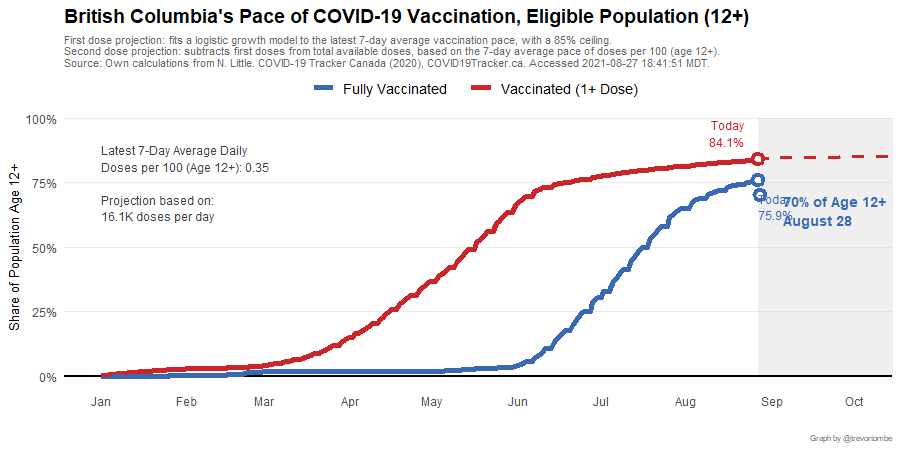 British Columbia's Pace of COVID-19 Vaccination, Eligible Population (12+)
First dose projection: fits a logistic growth model to the latest 7-day average vaccination pace, with a 85% ceiling.
Second dose projection: subtracts first doses from total available doses, based on the 7-day average pace of doses per 100 (age 12+).
Source: Own calculations from N. Little. COVID-19 Tracker Canada (2020), COVID19Tracker.ca. Accessed 2021-08-27 18:41:51 MDT.
Fully Vaccinated
Vaccinated (1+ Dose)
Share of Population Age 12+
100%
75%
50%
25%
0%
Latest 7-Day Average Daily
Doses per 100 (Age 12+): 0.35
Projection based on:
16.1K doses per day
Today
84.1%
Today
75.9%
70% of Age 12+
August 28
Jan
Feb
Mar
Apr
May
Jun
Jul
Aug
Sep
Oct
Graph by @trevortombe